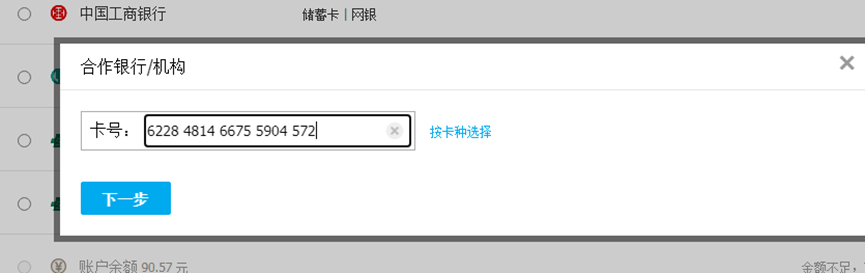 中国工商银行 储蓄卡 | 网银
合作银行/机构
卡号： 6228 4814 6675 5904 572 按卡种选择
下一步
账户余额 90.57 元 金额不足，